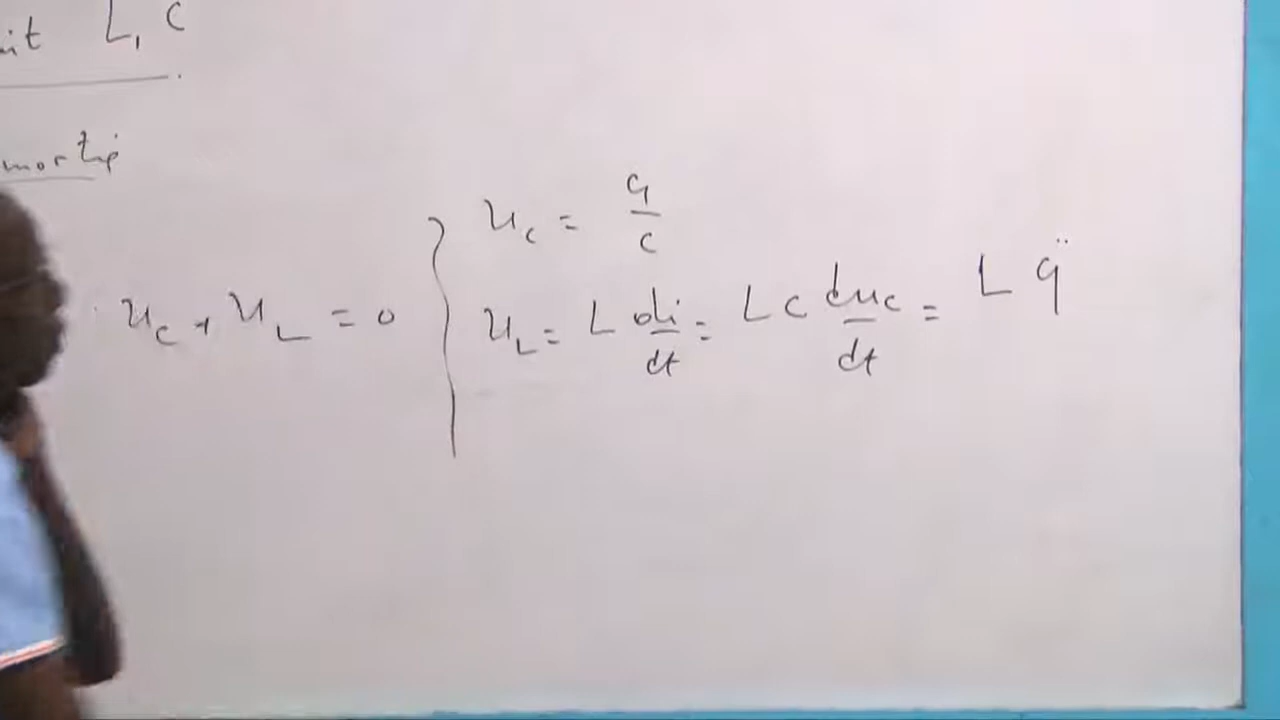 L, C
u_C + u_L = 0
u_C = q/C
u_L = L di/dt = LC du_C/dt = L q̈